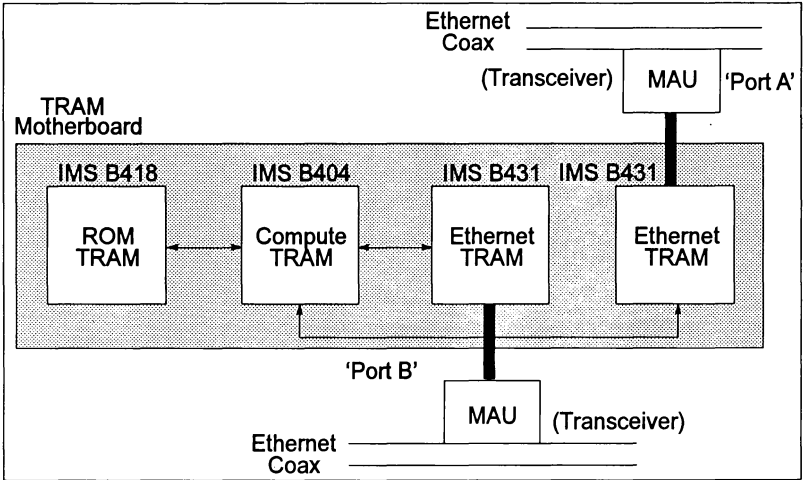 Ethernet
Coax
(Transceiver)
MAU
'Port A'
TRAM
Motherboard
IMS B418
IMS B404
IMS B431
IMS B431
ROM
TRAM
Compute
TRAM
Ethernet
TRAM
Ethernet
TRAM
'Port B'
MAU
(Transceiver)
Ethernet
Coax